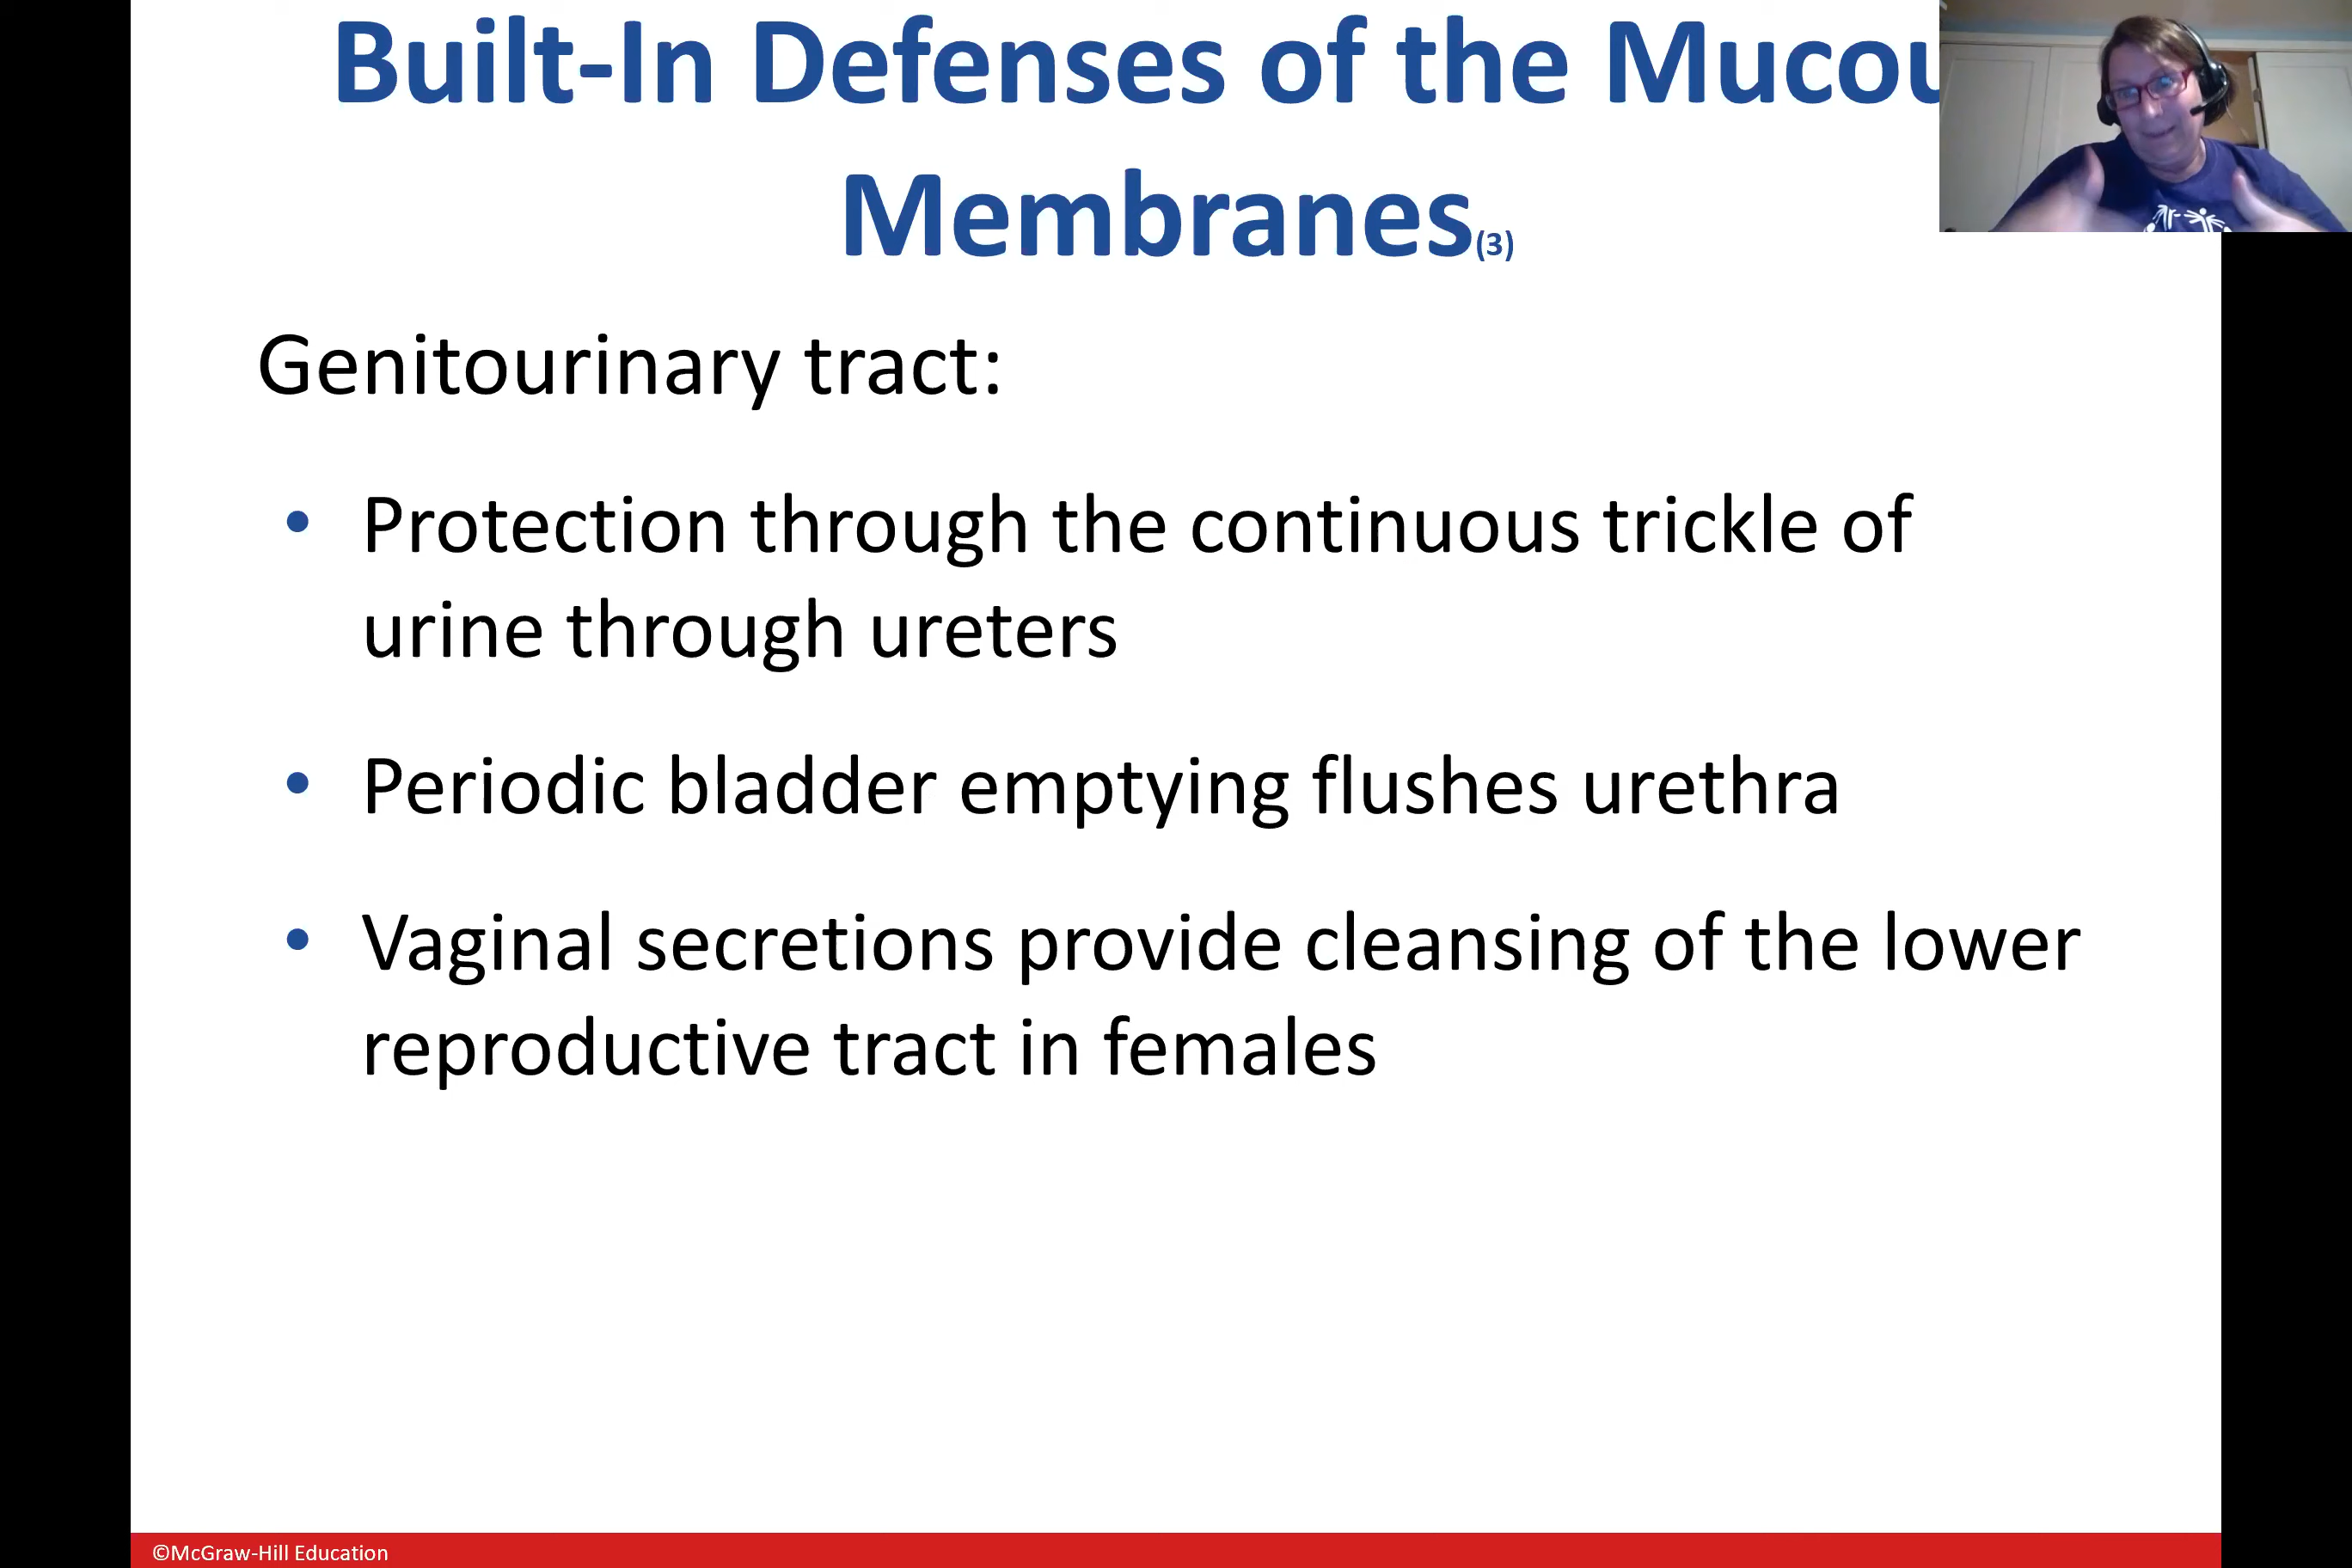 Built-In Defenses of the Mucou
Membranes(3)
Genitourinary tract:
• Protection through the continuous trickle of
urine through ureters
• Periodic bladder emptying flushes urethra
• Vaginal secretions provide cleansing of the lower
reproductive tract in females
©McGraw-Hill Education